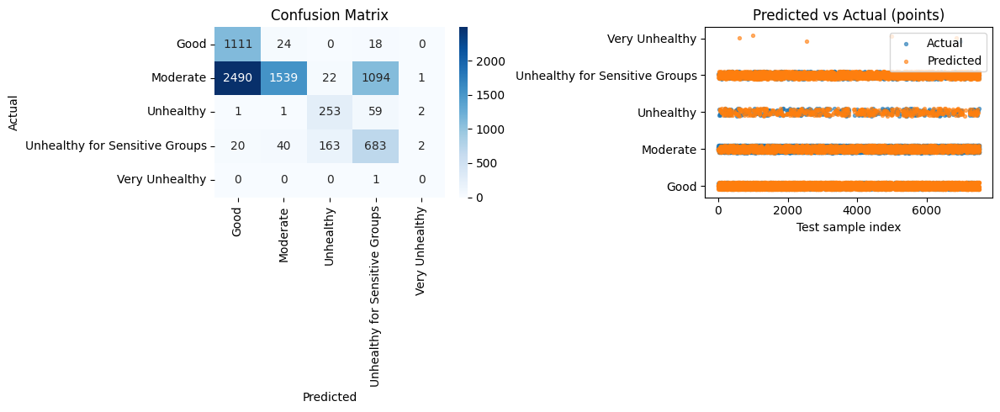 Confusion Matrix
Actual
Good 1111 24 0 18 0
Moderate 2490 1539 22 1094 1
Unhealthy 1 1 253 59 2
Unhealthy for Sensitive Groups 20 40 163 683 2
Very Unhealthy 0 0 0 1 0
Good
Moderate
Unhealthy
Unhealthy for Sensitive Groups
Very Unhealthy
Predicted
2000
1500
1000
500
0
Predicted vs Actual (points)
Very Unhealthy
Unhealthy for Sensitive Groups
Unhealthy
Moderate
Good
Actual
Predicted
0 2000 4000 6000
Test sample index